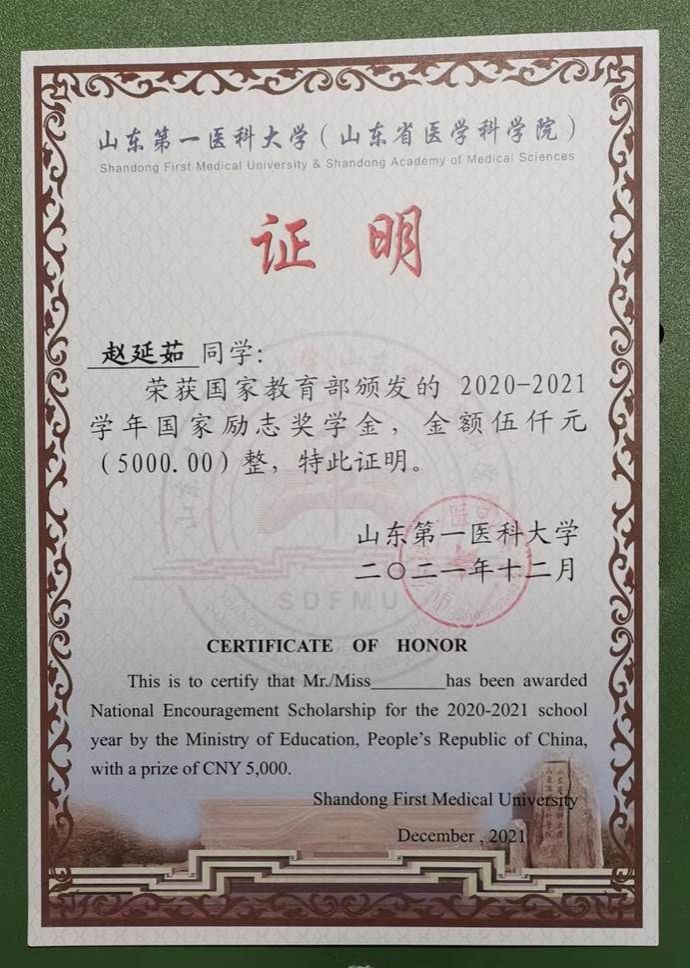 山东第一医科大学（山东省医学科学院）
Shandong First Medical University & Shandong Academy of Medical Sciences
证 明
赵延茹 同学：
荣获国家教育部颁发的 2020-2021
学年国家励志奖学金，金额伍仟元
（5000.00）整，特此证明。
山东第一医科大学
二〇二一年十二月
SDFMU
CERTIFICATE OF HONOR
This is to certify that Mr./Miss________has been awarded
National Encouragement Scholarship for the 2020-2021 school
year by the Ministry of Education, People's Republic of China,
with a prize of CNY 5,000.
Shandong First Medical University
December , 2021